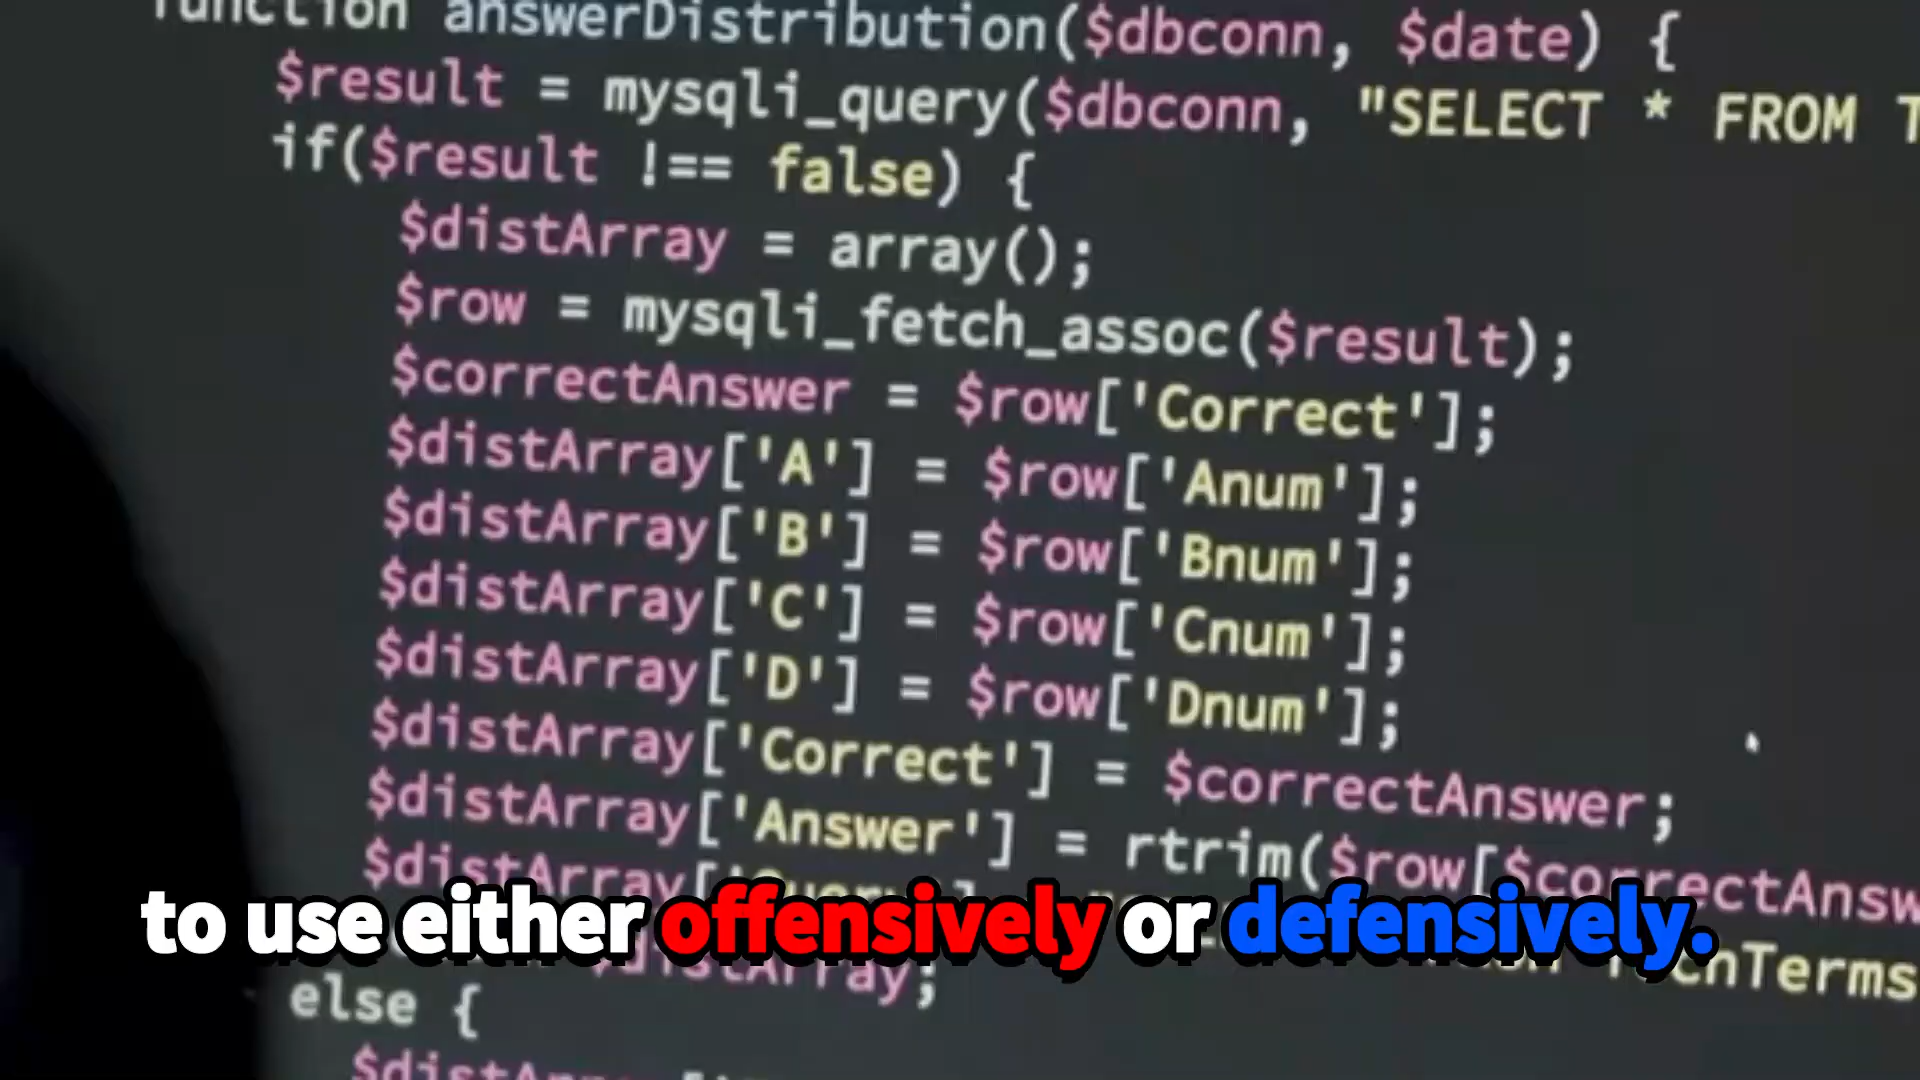 function answerDistribution($dbconn, $date) {
$result = mysqli_query($dbconn, "SELECT * FROM
if($result !== false) {
$distArray = array();
$row = mysqli_fetch_assoc($result);
$correctAnswer = $row['Correct'];
$distArray['A'] = $row['Anum'];
$distArray['B'] = $row['Bnum'];
$distArray['C'] = $row['Cnum'];
$distArray['D'] = $row['Dnum'];
$distArray['Correct'] = $correctAnswer;
$distArray['Answer'] = rtrim($row[$correctAnsw
$distArray[
to use either offensively or defensively.
$distArray;
else {